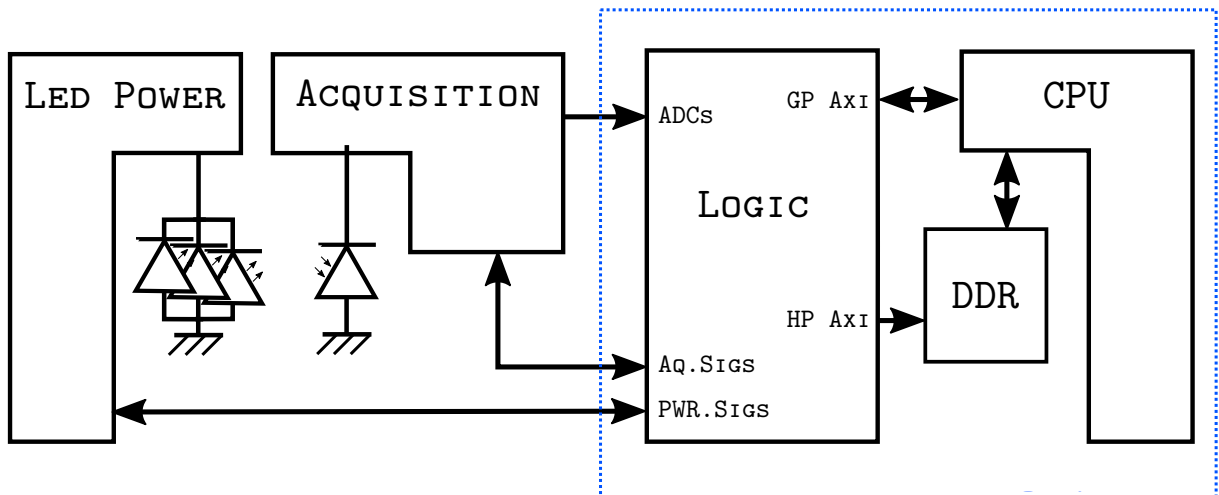 Led Power
Acquisition
ADCs
GP Axi
CPU
Logic
DDR
HP Axi
Aq.Sigs
PWR.Sigs